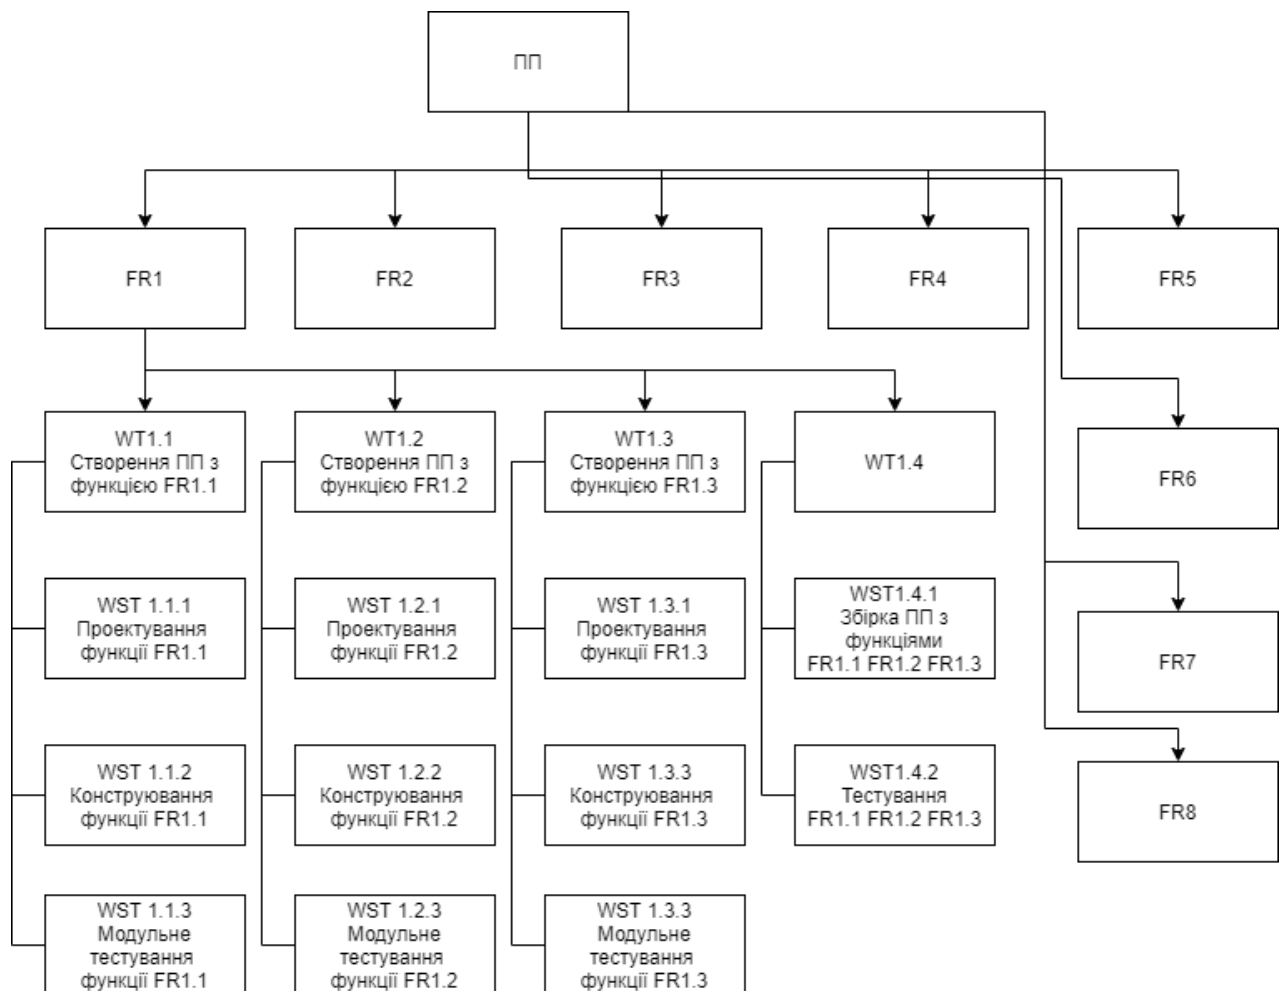 ПП
FR1
FR2
FR3
FR4
FR5
WT1.1
Створення ПП з
функцією FR1.1
WT1.2
Створення ПП з
функцією FR1.2
WT1.3
Створення ПП з
функцією FR1.3
WT1.4
FR6
WST 1.1.1
Проектування
функції FR1.1
WST 1.2.1
Проектування
функції FR1.2
WST 1.3.1
Проектування
функції FR1.3
WST1.4.1
Збірка ПП з
функціями
FR1.1 FR1.2 FR1.3
FR7
WST 1.1.2
Конструювання
функції FR1.1
WST 1.2.2
Конструювання
функції FR1.2
WST 1.3.3
Конструювання
функції FR1.3
WST1.4.2
Тестування
FR1.1 FR1.2 FR1.3
FR8
WST 1.1.3
Модульне
тестування
функції FR1.1
WST 1.2.3
Модульне
тестування
функції FR1.2
WST 1.3.3
Модульне
тестування
функції FR1.3